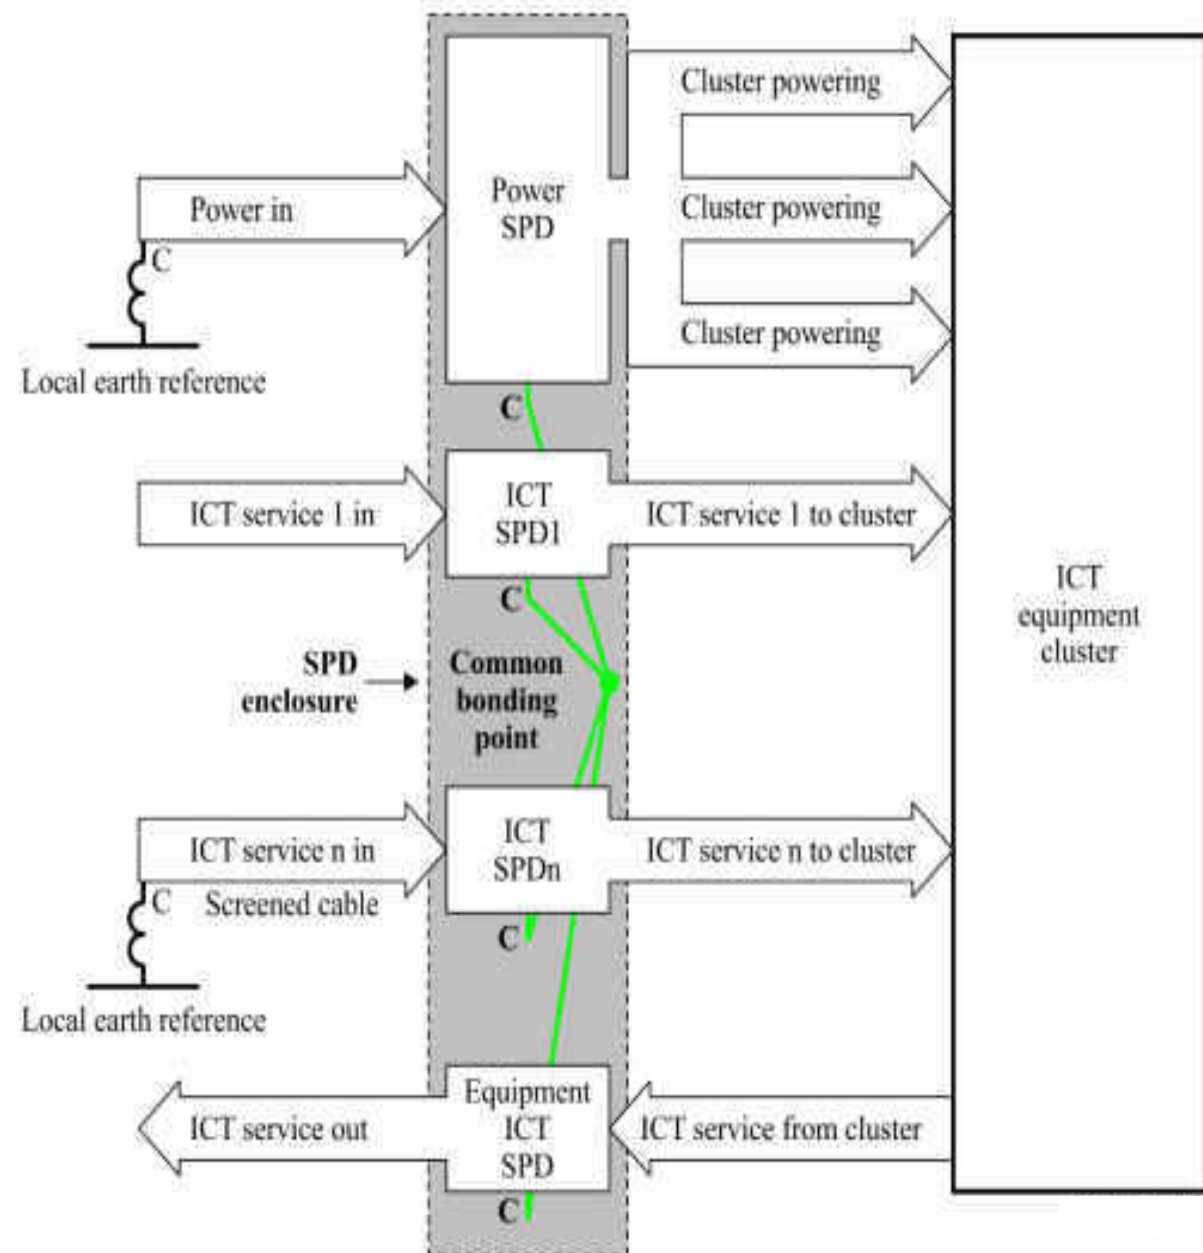 Cluster powering
Power in
Power
SPD
Cluster powering
C
Cluster powering
Local earth reference
C
ICT service 1 in
ICT
SPD1
ICT service 1 to cluster
C
ICT
equipment
cluster
SPD
enclosure
Common
bonding
point
ICT service n in
ICT
SPDn
ICT service n to cluster
C
Screened cable
C
Local earth reference
ICT service out
Equipment
ICT
SPD
ICT service from cluster
C